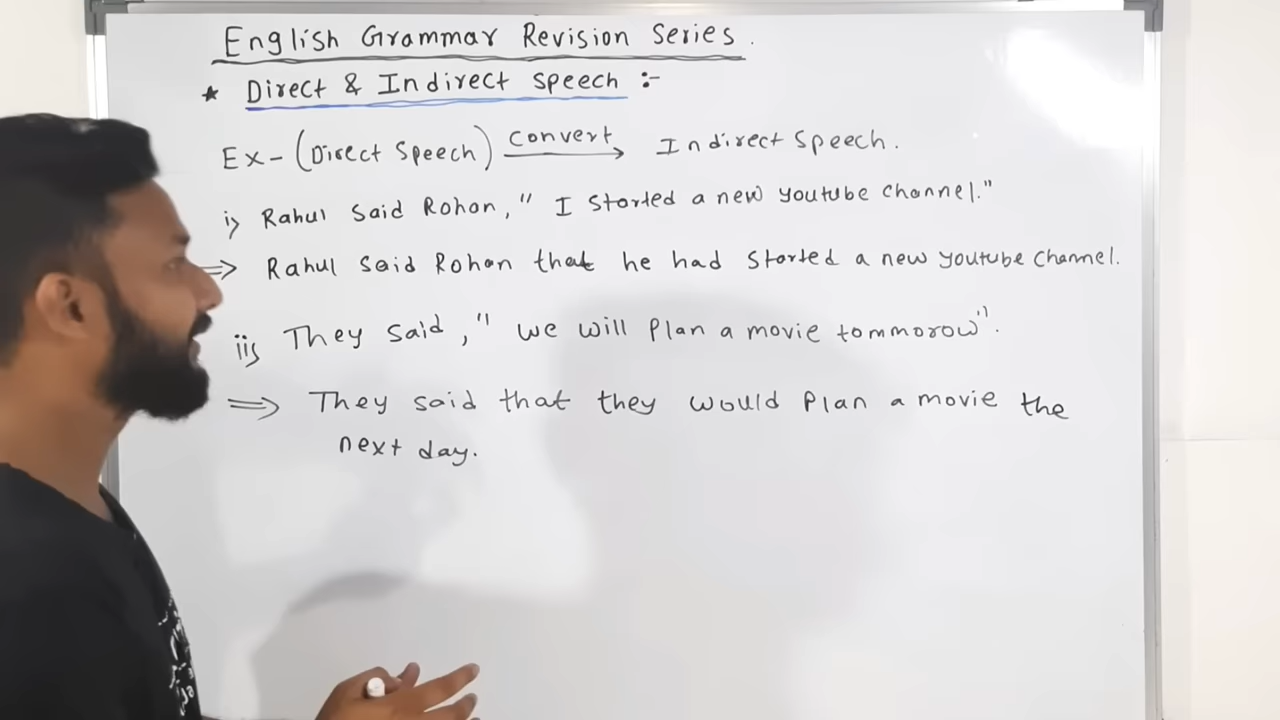 English Grammar Revision Series.
* Direct & Indirect Speech :-
Ex- (Direct Speech) Convert → Indirect Speech.
i> Rahul Said Rohan, " I Started a new Youtube Channel."
⇒ Rahul Said Rohan that he had Started a new Youtube Channel.
ii> They Said, " we will Plan a movie tommorow".
⇒ They said that they would Plan a movie the
next day.